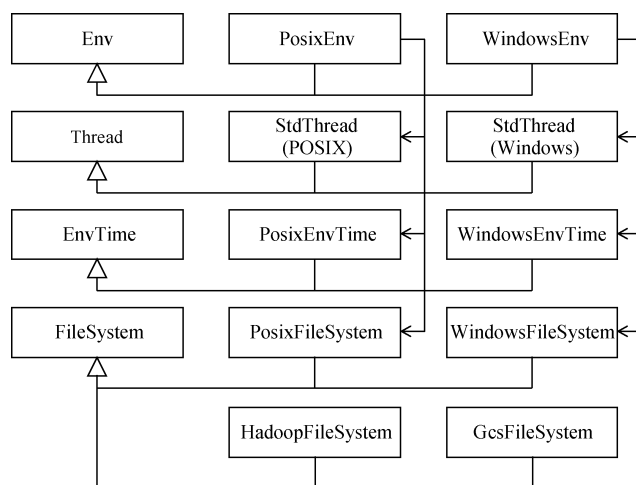 Env
PosixEnv
WindowsEnv
Thread
StdThread
(POSIX)
StdThread
(Windows)
EnvTime
PosixEnvTime
WindowsEnvTime
FileSystem
PosixFileSystem
WindowsFileSystem
HadoopFileSystem
GcsFileSystem